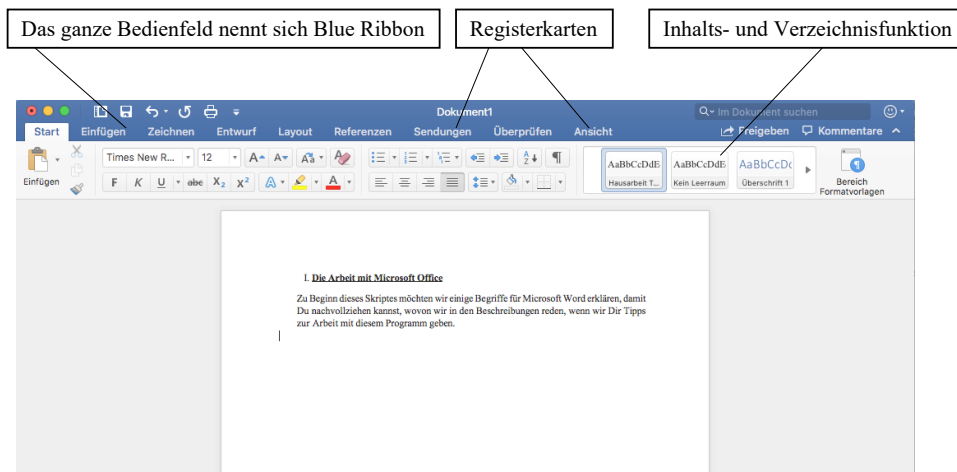 Das ganze Bedienfeld nennt sich Blue Ribbon
Registerkarten
Inhalts- und Verzeichnisfunktion
Dokument1
Im Dokument suchen
Start Einfügen Zeichnen Entwurf Layout Referenzen Sendungen Überprüfen Ansicht
Freigeben Kommentare
Einfügen
Times New R... 12 A A Aa A
F K U abc X₂ X² A A A Z ¶
AaBbCcDdE AaBbCcDdE AaBbCcDc
Hausarbeit T... Kein Leerraum Überschrift 1
Bereich
Formatvorlagen
I. Die Arbeit mit Microsoft Office
Zu Beginn dieses Skriptes möchten wir einige Begriffe für Microsoft Word erklären, damit
Du nachvollziehen kannst, wovon wir in den Beschreibungen reden, wenn wir Dir Tipps
zur Arbeit mit diesem Programm geben.